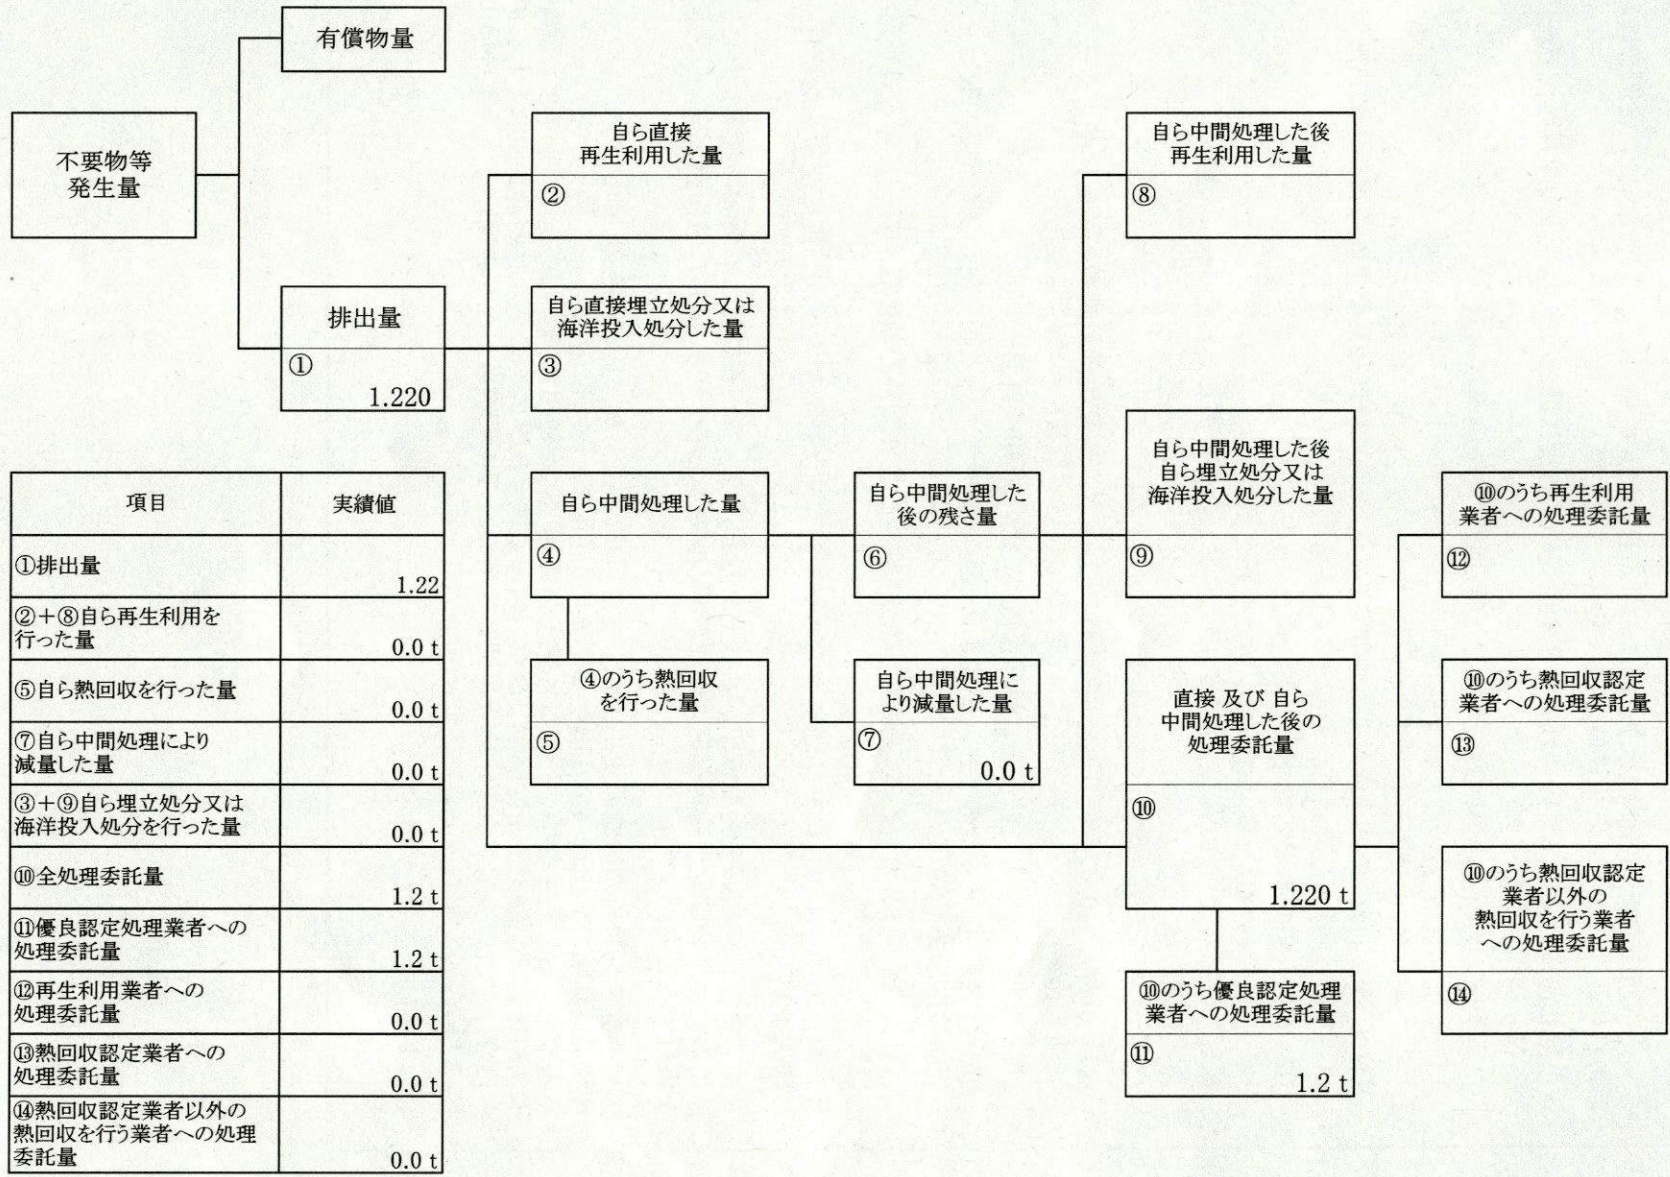 有償物量
不要物等
発生量
自ら直接
再生利用した量
②
自ら中間処理した後
再生利用した量
⑧
排出量
①
1.220
自ら直接埋立処分又は
海洋投入処分した量
③
自ら中間処理した量
④
自ら中間処理した
後の残さ量
⑥
自ら中間処理した後
自ら埋立処分又は
海洋投入処分した量
⑨
⑩のうち再生利用
業者への処理委託量
⑫
④のうち熱回収
を行った量
⑤
自ら中間処理に
より減量した量
⑦
0.0 t
直接 及び 自ら
中間処理した後の
処理委託量
⑩
1.220 t
⑩のうち熱回収認定
業者への処理委託量
⑬
⑩のうち熱回収認定
業者以外の
熱回収を行う業者
への処理委託量
⑭
⑩のうち優良認定処理
業者への処理委託量
⑪
1.2 t
項目 実績値
①排出量
1.22
②＋⑧自ら再生利用を
行った量
0.0 t
⑤自ら熱回収を行った量
0.0 t
⑦自ら中間処理により
減量した量
0.0 t
③＋⑨自ら埋立処分又は
海洋投入処分を行った量
0.0 t
⑩全処理委託量
1.2 t
⑪優良認定処理業者への
処理委託量
1.2 t
⑫再生利用業者への
処理委託量
0.0 t
⑬熱回収認定業者への
処理委託量
0.0 t
⑭熱回収認定業者以外の
熱回収を行う業者への処理
委託量
0.0 t